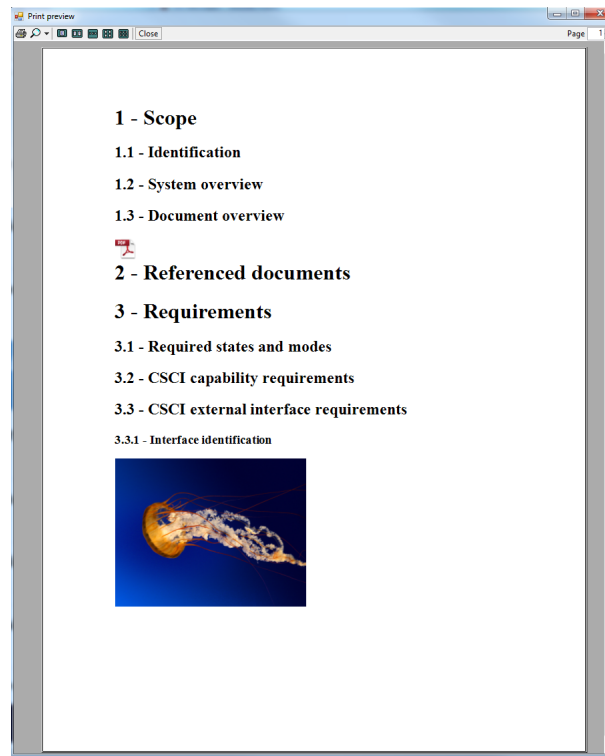 Print preview
Close
Page 1
1 - Scope
1.1 - Identification
1.2 - System overview
1.3 - Document overview
PDF
2 - Referenced documents
3 - Requirements
3.1 - Required states and modes
3.2 - CSCI capability requirements
3.3 - CSCI external interface requirements
3.3.1 - Interface identification